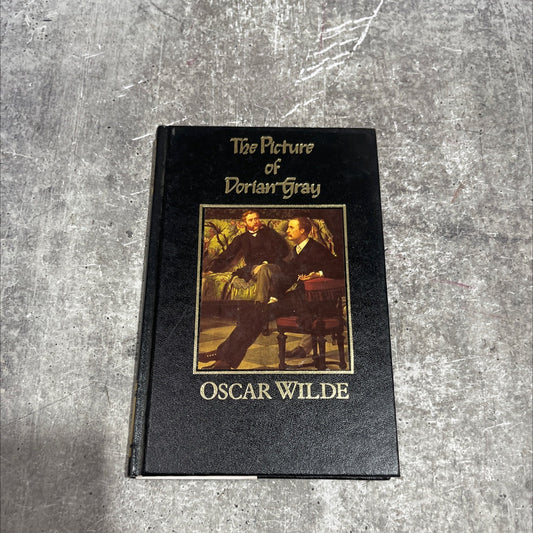 The Picture
of
Dorian Gray
OSCAR WILDE